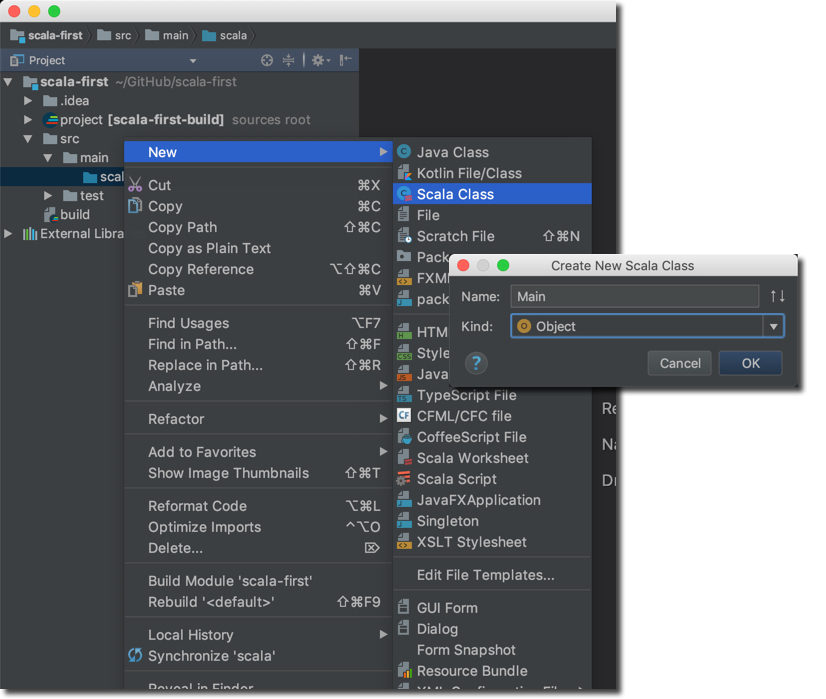 scala-first src main scala
Project
scala-first ~/GitHub/scala-first
.idea
project [scala-first-build] sources root
src
main
scal
test
build
External Libra
New
Cut ⌘X
Copy ⌘C
Copy Path ⇧⌘C
Copy as Plain Text
Copy Reference ⌥⇧⌘C
Paste ⌘V
Find Usages ⌥F7
Find in Path... ⇧⌘F
Replace in Path... ⇧⌘R
Analyze
Refactor
Add to Favorites
Show Image Thumbnails ⇧⌘T
Reformat Code ⌥⌘L
Optimize Imports ^⌥O
Delete... ⌦
Build Module 'scala-first'
Rebuild '<default>' ⇧⌘F9
Local History
Synchronize 'scala'
Reveal in Finder
Java Class
Kotlin File/Class
Scala Class
File
Scratch File ⇧⌘N
Pack
FXML
pack
HTM
Style
Java
TypeScript File
CFML/CFC file
CoffeeScript File
Scala Worksheet
Scala Script
JavaFXApplication
Singleton
XSLT Stylesheet
Edit File Templates...
GUI Form
Dialog
Form Snapshot
Resource Bundle
XML Configuration File
Create New Scala Class
Name: Main
Kind: Object
? Cancel OK
Re
Na
Dr